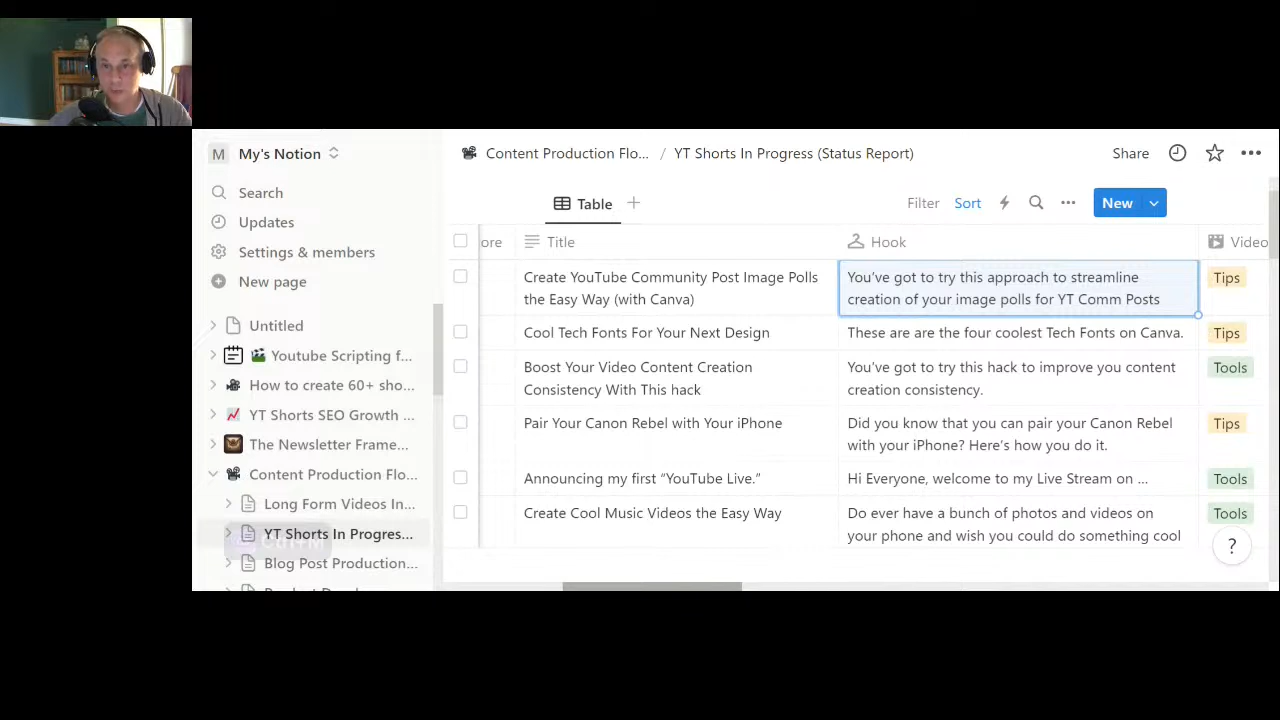 M My's Notion
Content Production Flo... / YT Shorts In Progress (Status Report)
Share
Search
Updates
Settings & members
New page
Untitled
Youtube Scripting f...
How to create 60+ sho...
YT Shorts SEO Growth ...
The Newsletter Frame...
Content Production Flo...
Long Form Videos In...
YT Shorts In Progres...
Ctrl+M
Blog Post Production...
Table
Filter
Sort
New
ore
Title
Hook
Video
Create YouTube Community Post Image Polls
the Easy Way (with Canva)
You've got to try this approach to streamline
creation of your image polls for YT Comm Posts
Tips
Cool Tech Fonts For Your Next Design
These are are the four coolest Tech Fonts on Canva.
Tips
Boost Your Video Content Creation
Consistency With This hack
You've got to try this hack to improve you content
creation consistency.
Tools
Pair Your Canon Rebel with Your iPhone
Did you know that you can pair your Canon Rebel
with your iPhone? Here's how you do it.
Tips
Announcing my first “YouTube Live.”
Hi Everyone, welcome to my Live Stream on ...
Tools
Create Cool Music Videos the Easy Way
Do ever have a bunch of photos and videos on
your phone and wish you could do something cool
Tools
?